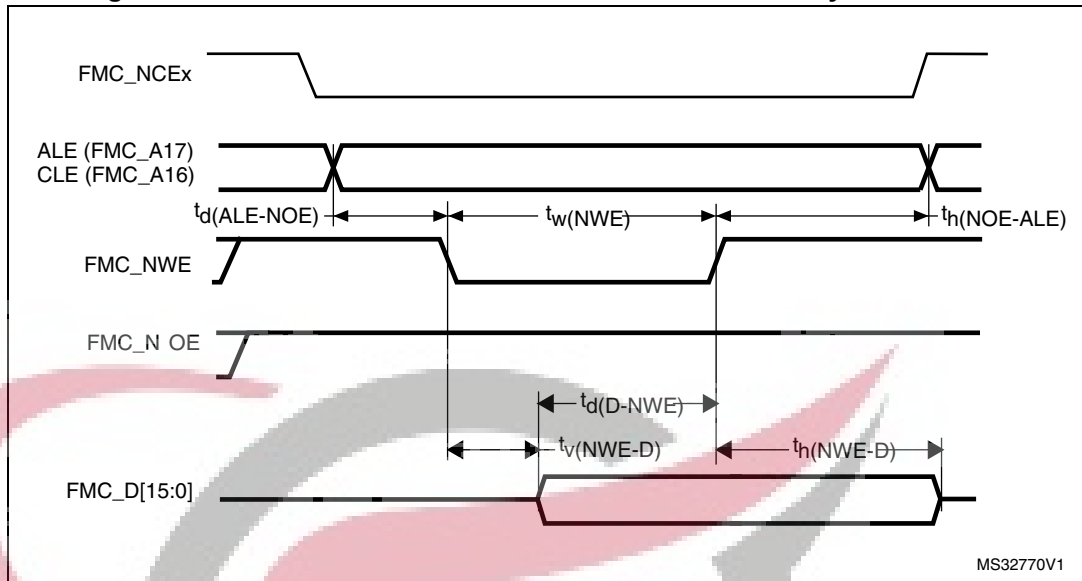 FMC_NCEx
ALE (FMC_A17)
CLE (FMC_A16)
td(ALE-NOE)
tw(NWE)
th(NOE-ALE)
FMC_NWE
FMC_N OE
td(D-NWE)
tv(NWE-D)
th(NWE-D)
FMC_D[15:0]
MS32770V1